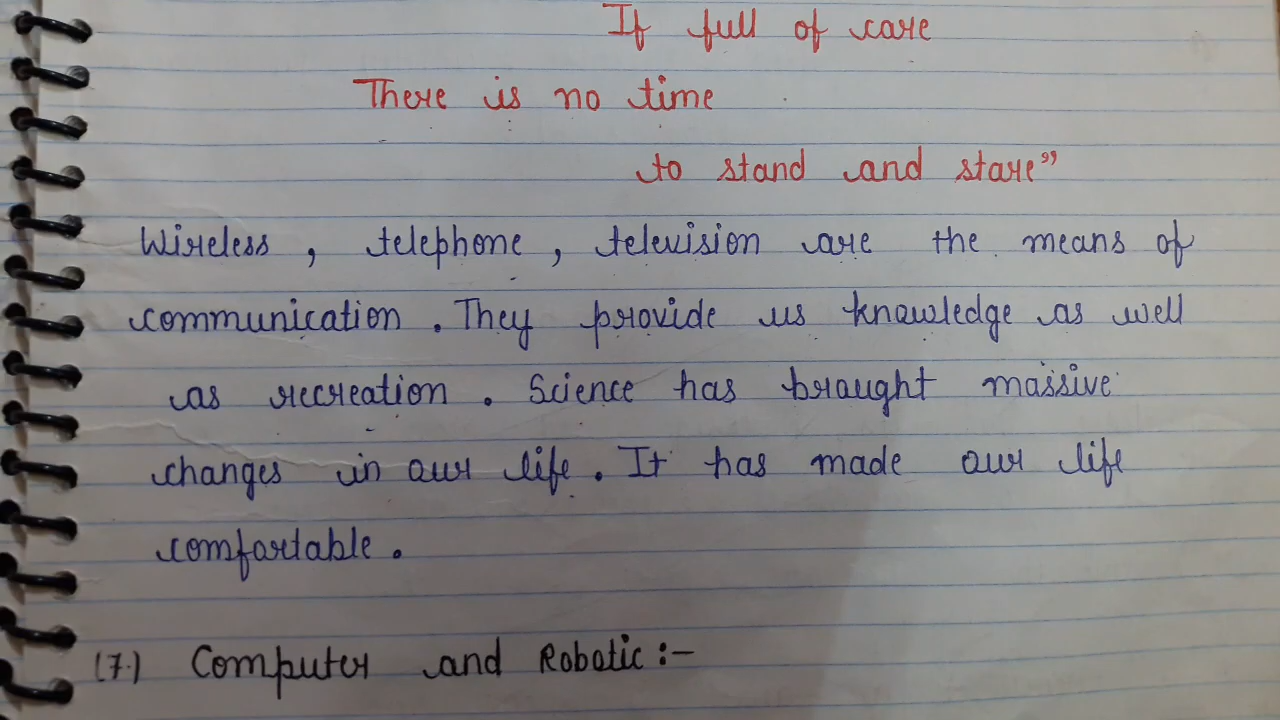 If full of care
There is no time
to stand and stare”
Wireless , telephone , television are the means of
communication . They provide us knowledge as well
as recreation . Science has braught massive
changes in our life . It has made our life
comfortable .
(7.) Computer and Robotic :-